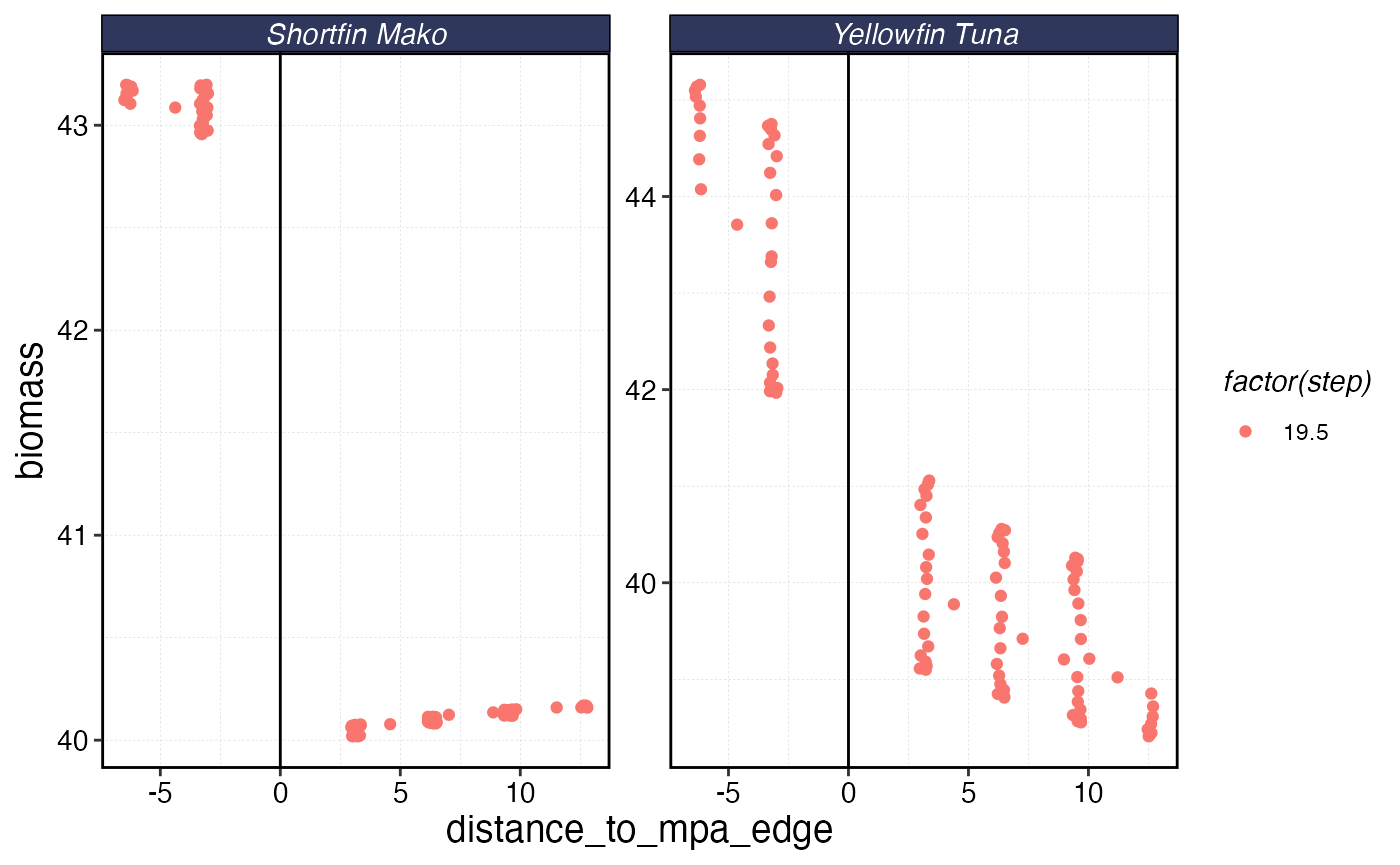 Shortfin Mako
Yellowfin Tuna
43
42
41
40
44
42
40
-5 0 5 10
-5 0 5 10
biomass
distance_to_mpa_edge
factor(step)
19.5